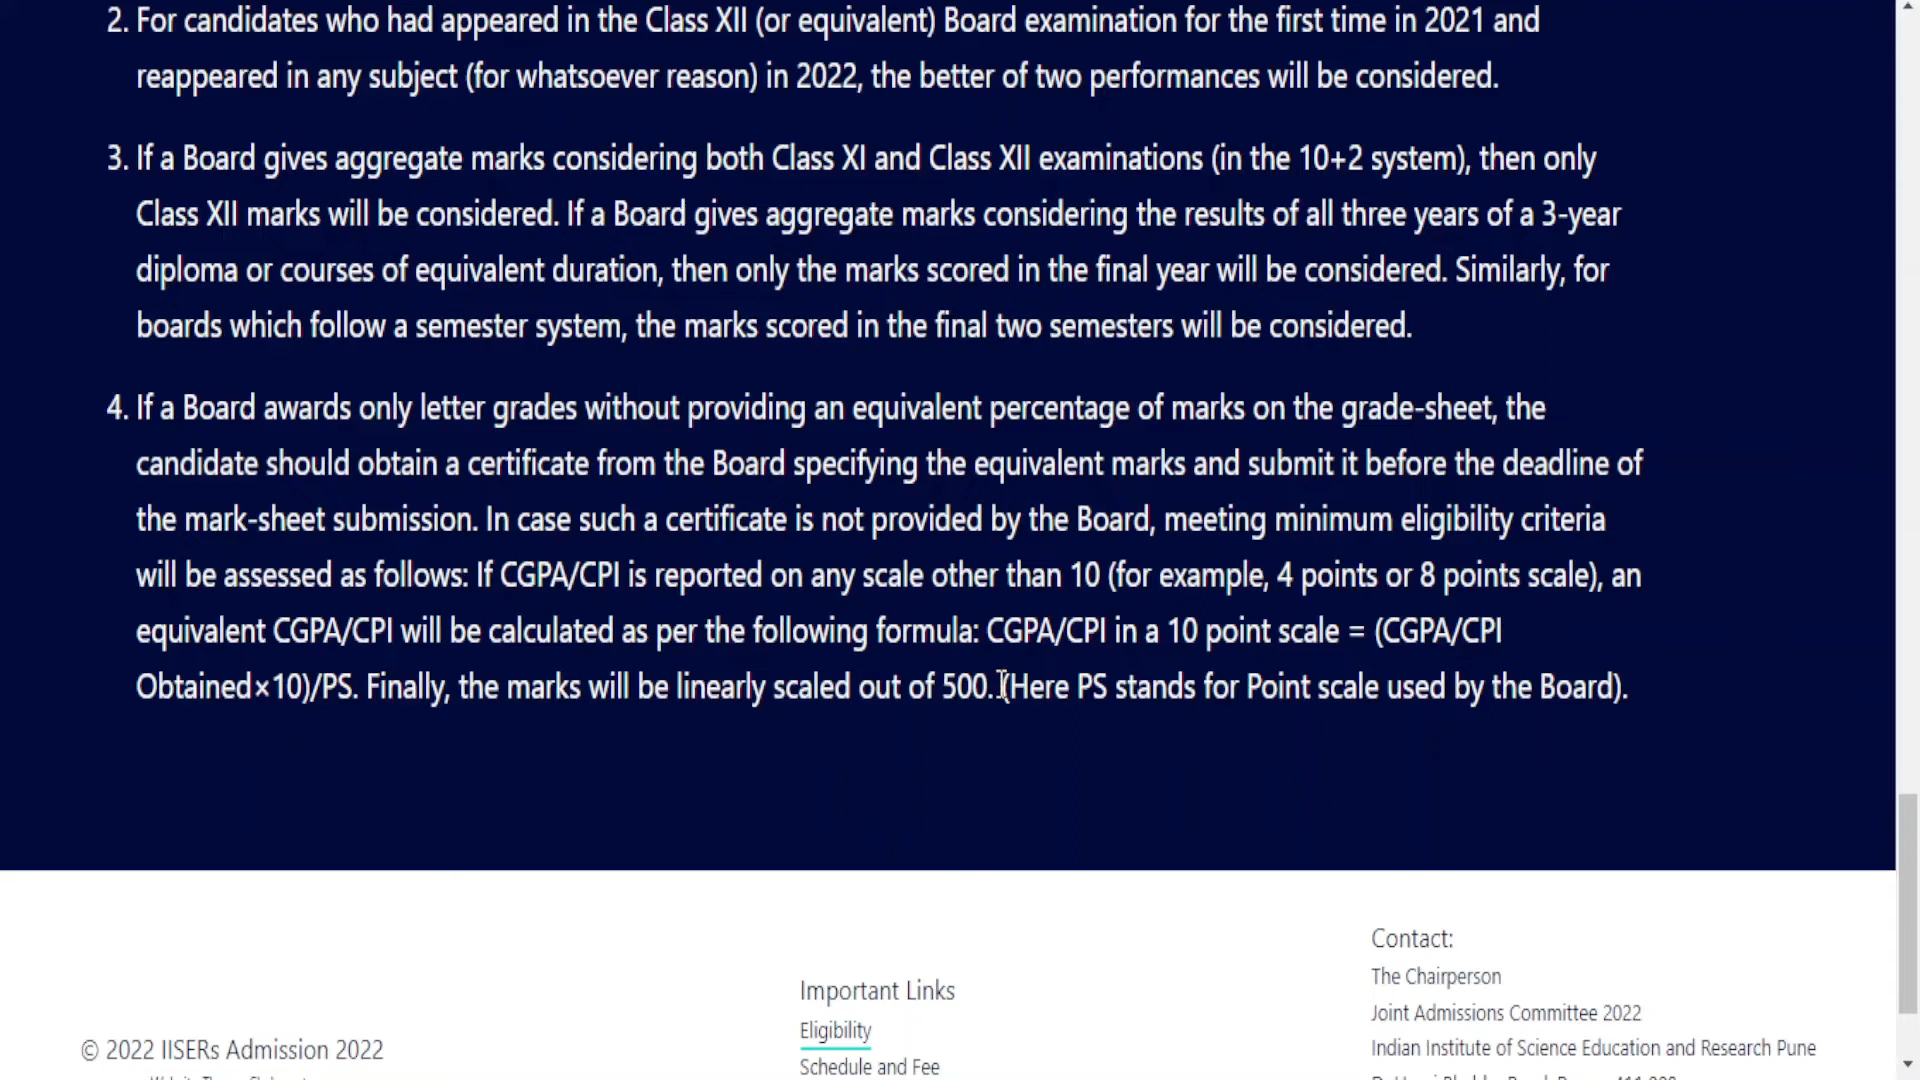 2. For candidates who had appeared in the Class XII (or equivalent) Board examination for the first time in 2021 and
reappeared in any subject (for whatsoever reason) in 2022, the better of two performances will be considered.
3. If a Board gives aggregate marks considering both Class XI and Class XII examinations (in the 10+2 system), then only
Class XII marks will be considered. If a Board gives aggregate marks considering the results of all three years of a 3-year
diploma or courses of equivalent duration, then only the marks scored in the final year will be considered. Similarly, for
boards which follow a semester system, the marks scored in the final two semesters will be considered.
4. If a Board awards only letter grades without providing an equivalent percentage of marks on the grade-sheet, the
candidate should obtain a certificate from the Board specifying the equivalent marks and submit it before the deadline of
the mark-sheet submission. In case such a certificate is not provided by the Board, meeting minimum eligibility criteria
will be assessed as follows: If CGPA/CPI is reported on any scale other than 10 (for example, 4 points or 8 points scale), an
equivalent CGPA/CPI will be calculated as per the following formula: CGPA/CPI in a 10 point scale = (CGPA/CPI
Obtained×10)/PS. Finally, the marks will be linearly scaled out of 500. (Here PS stands for Point scale used by the Board).
© 2022 IISERs Admission 2022
Important Links
Eligibility
Schedule and Fee
Contact:
The Chairperson
Joint Admissions Committee 2022
Indian Institute of Science Education and Research Pune